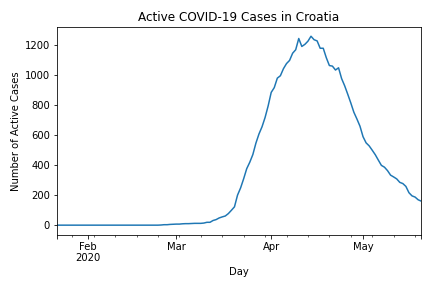 Active COVID-19 Cases in Croatia
Number of Active Cases
1200
1000
800
600
400
200
0
Feb
2020
Mar
Apr
May
Day